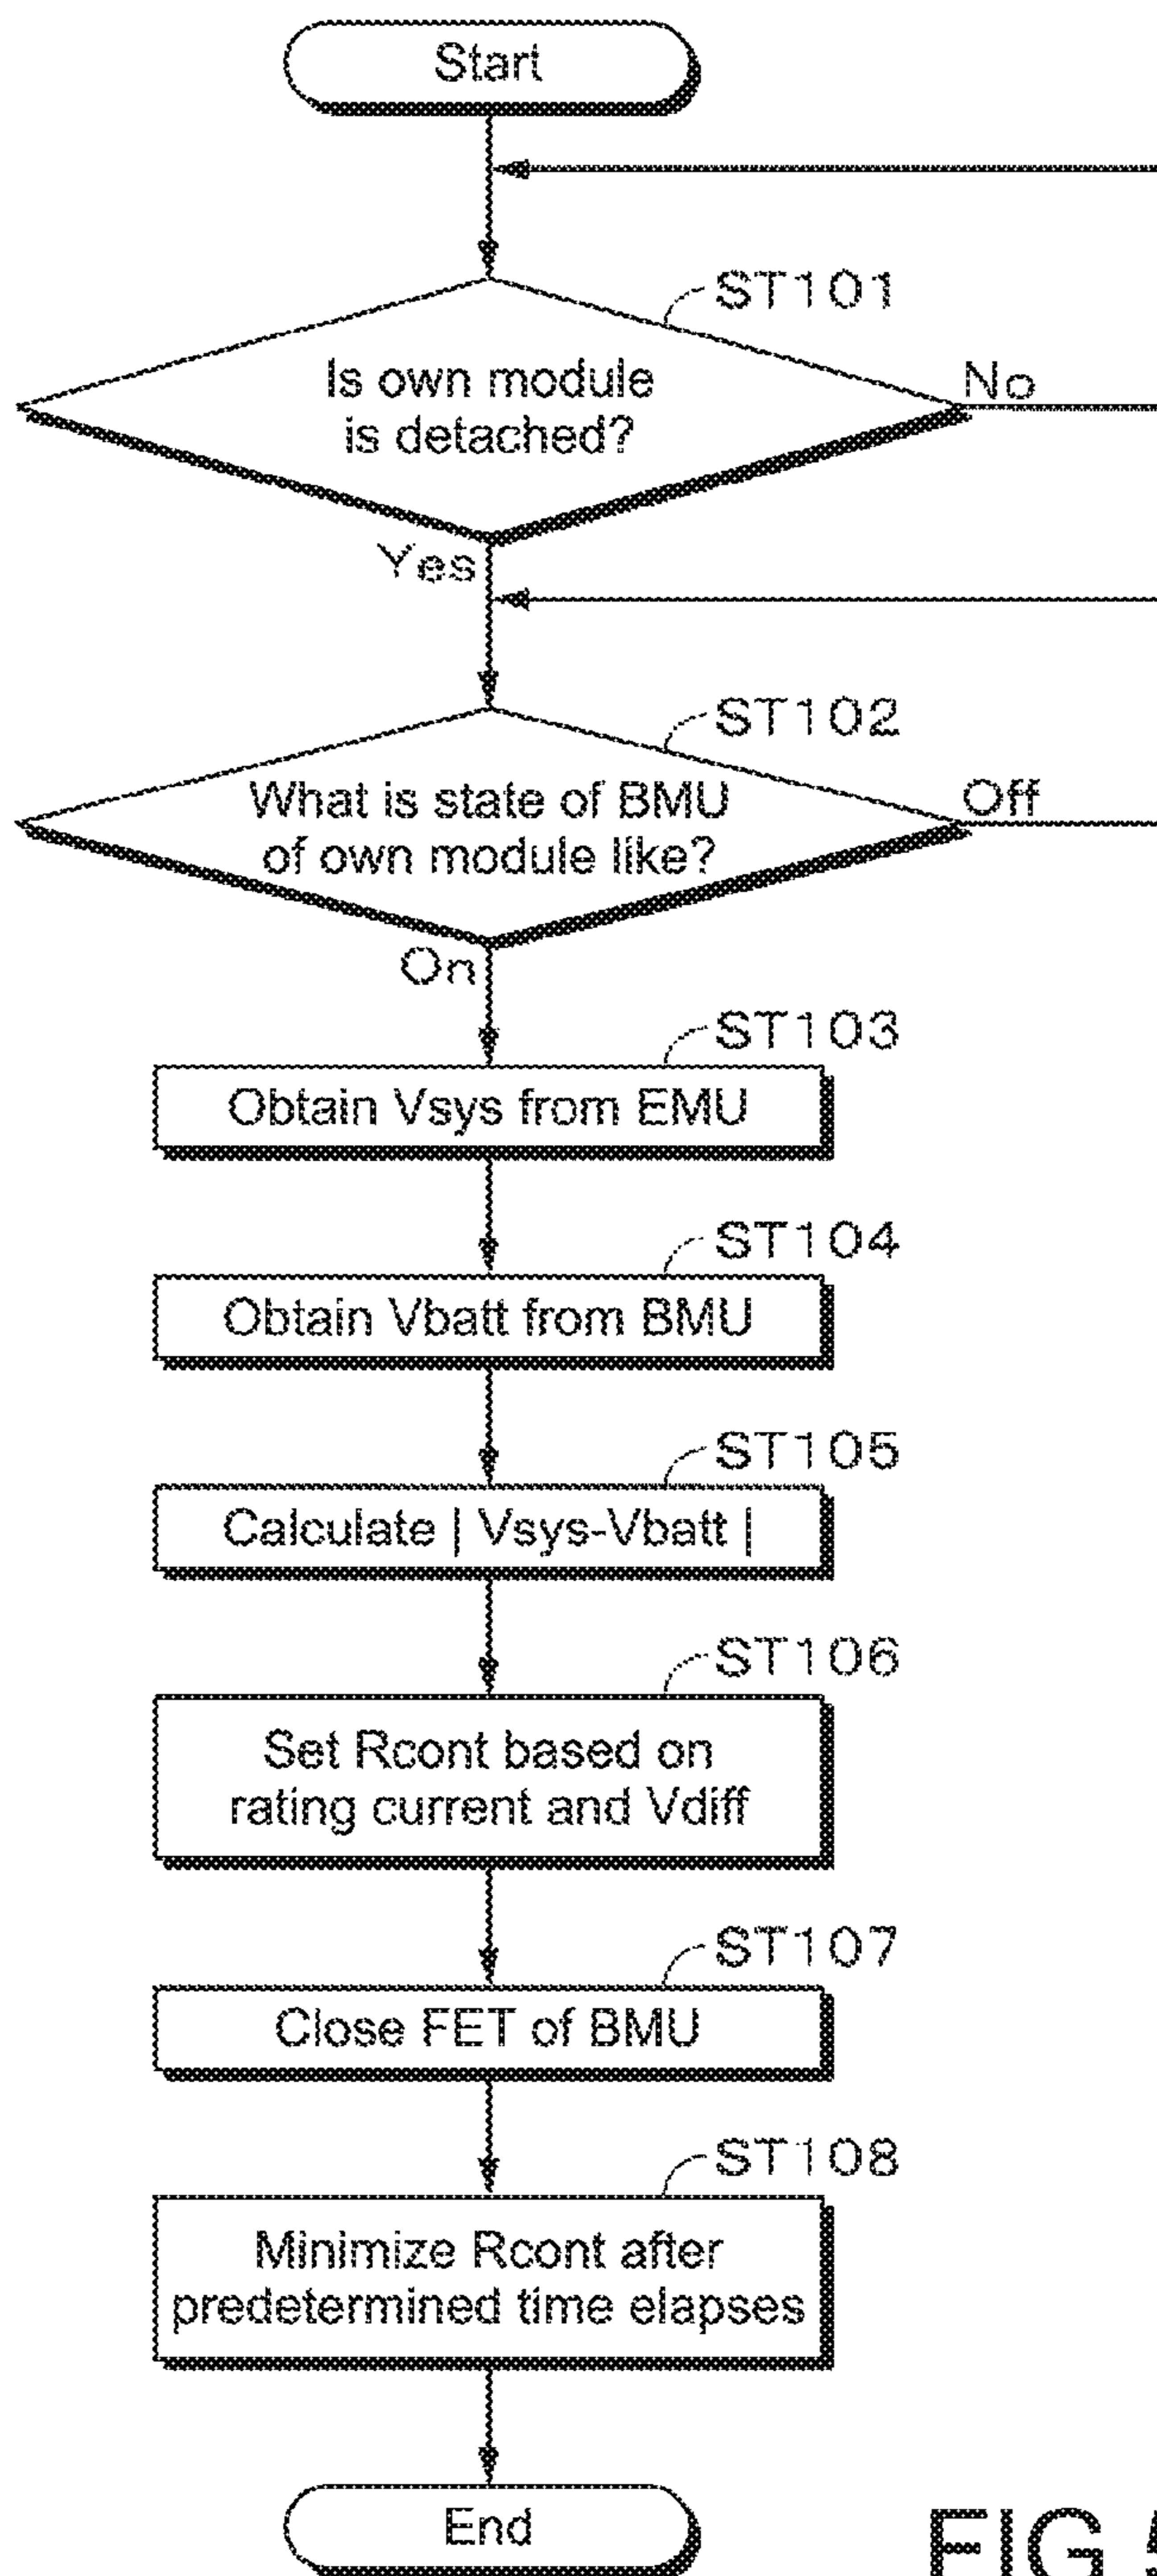 Start
ST101
Is own module
is detached?
No
Yes
ST102
What is state of BMU
of own module like?
Off
On
ST103
Obtain Vsys from EMU
ST104
Obtain Vbatt from BMU
ST105
Calculate | Vsys-Vbatt |
ST106
Set Rcont based on
rating current and Vdiff
ST107
Close FET of BMU
ST108
Minimize Rcont after
predetermined time elapses
End
FIG.5